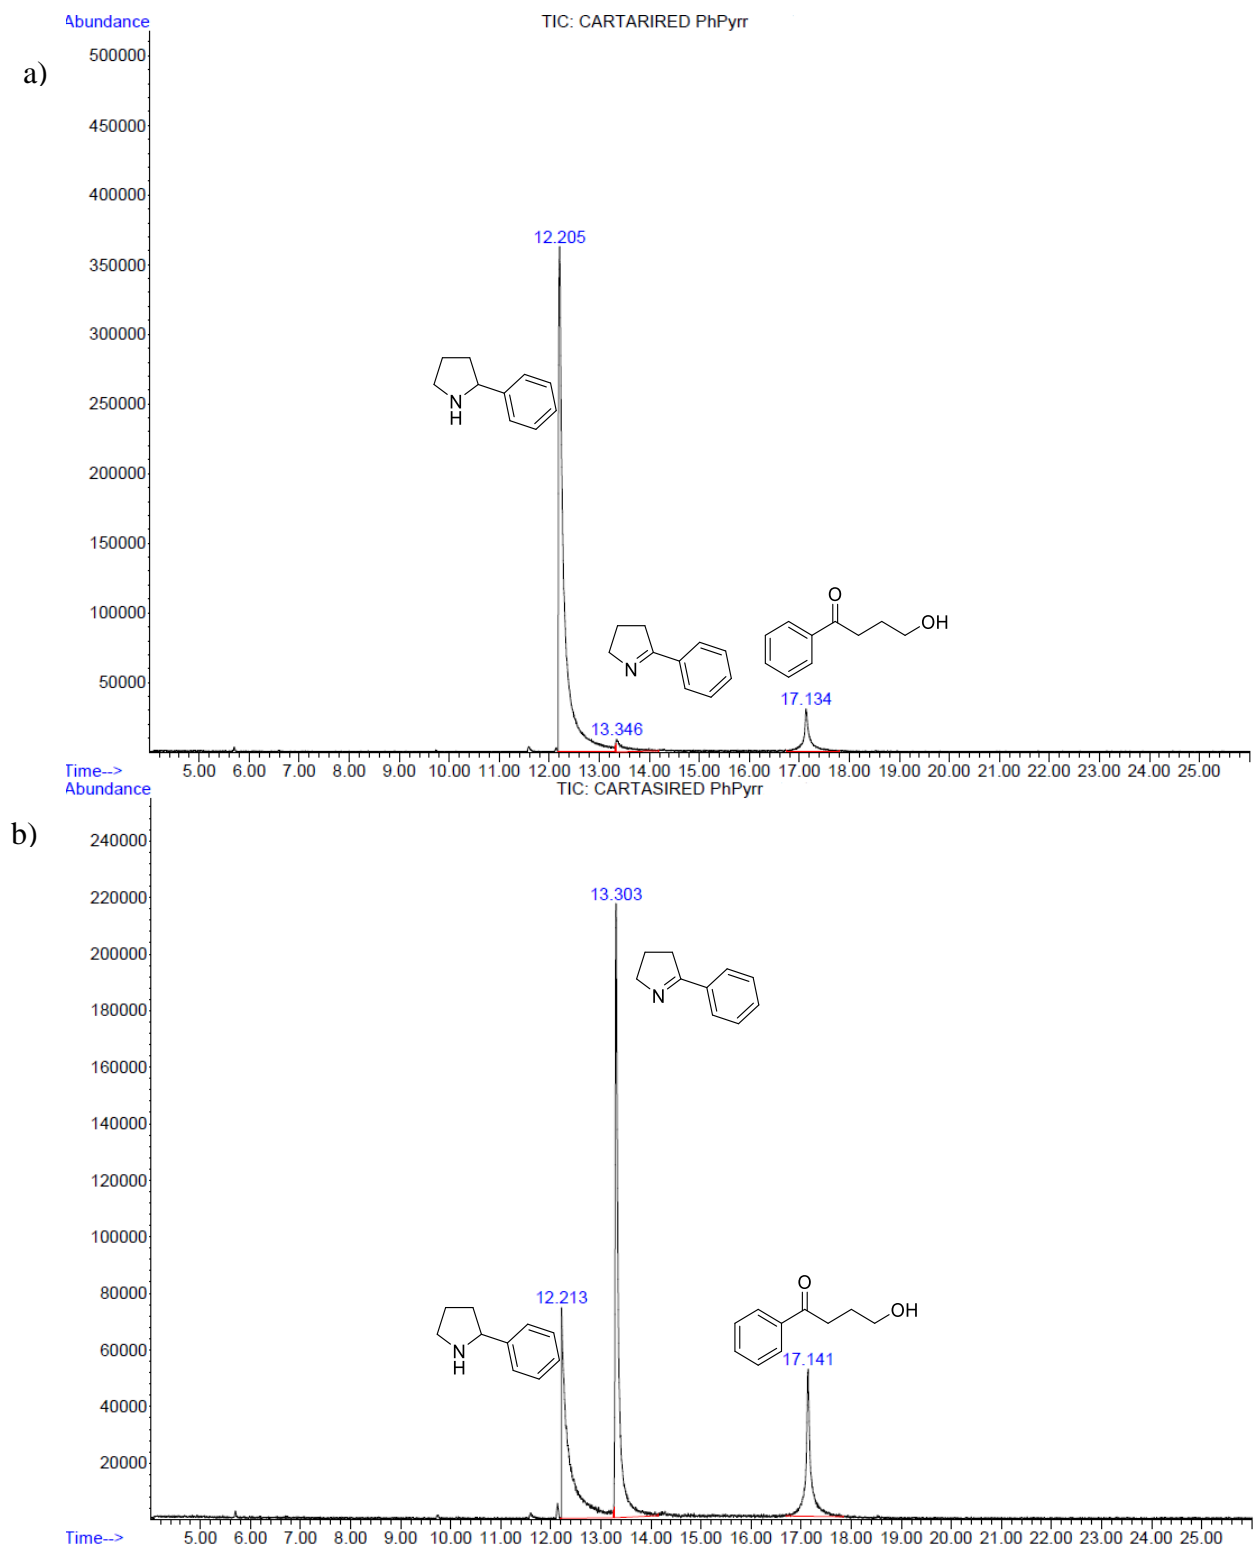 Abundance
TIC: CARTARIRED PhPyrr
a)
500000
450000
400000
350000
300000
250000
200000
150000
100000
50000
12.205
N
H
N
13.346
O
OH
17.134
5.00 6.00 7.00 8.00 9.00 10.00 11.00 12.00 13.00 14.00 15.00 16.00 17.00 18.00 19.00 20.00 21.00 22.00 23.00 24.00 25.00
Time-->
Abundance
TIC: CARTASIRED PhPyrr
b)
240000
220000
200000
180000
160000
140000
120000
100000
80000
60000
40000
20000
13.303
N
12.213
N
H
O
OH
17.141
5.00 6.00 7.00 8.00 9.00 10.00 11.00 12.00 13.00 14.00 15.00 16.00 17.00 18.00 19.00 20.00 21.00 22.00 23.00 24.00 25.00
Time-->